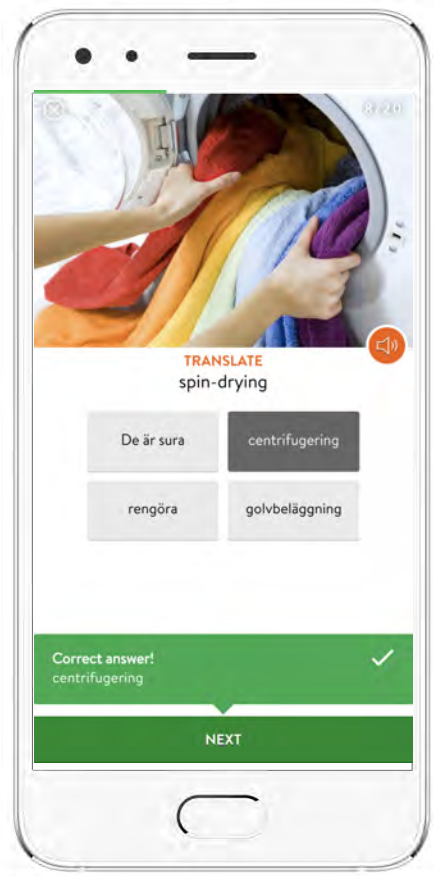 8/20
TRANSLATE
spin-drying
De är sura
centrifugering
rengöra
golvbeläggning
Correct answer!
centrifugering
NEXT